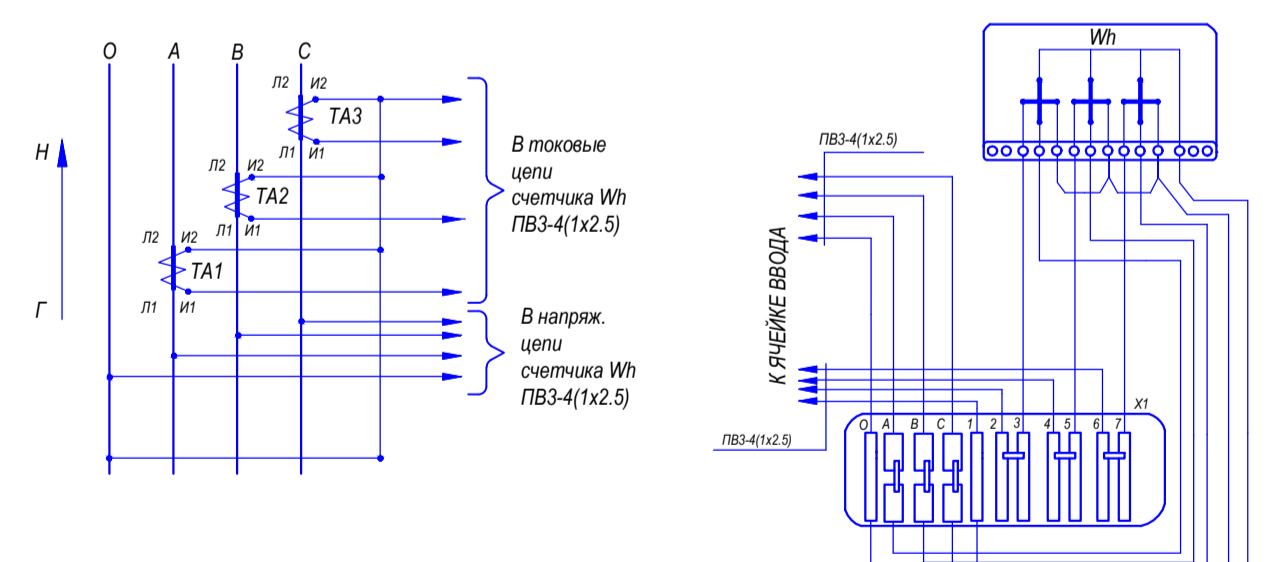 О А В С
Л2 И2
ТА3
Л1 И1
Л2 И2
ТА2
Л1 И1
Л2 И2
ТА1
Л1 И1
Н
Г
В токовые
цепи
счетчика Wh
ПВ3-4(1х2.5)
В напряж.
цепи
счетчика Wh
ПВ3-4(1х2.5)
Wh
ПВ3-4(1х2.5)
К ЯЧЕЙКЕ ВВОДА
ПВ3-4(1х2.5)
Х1
О А В С 1 2 3 4 5 6 7